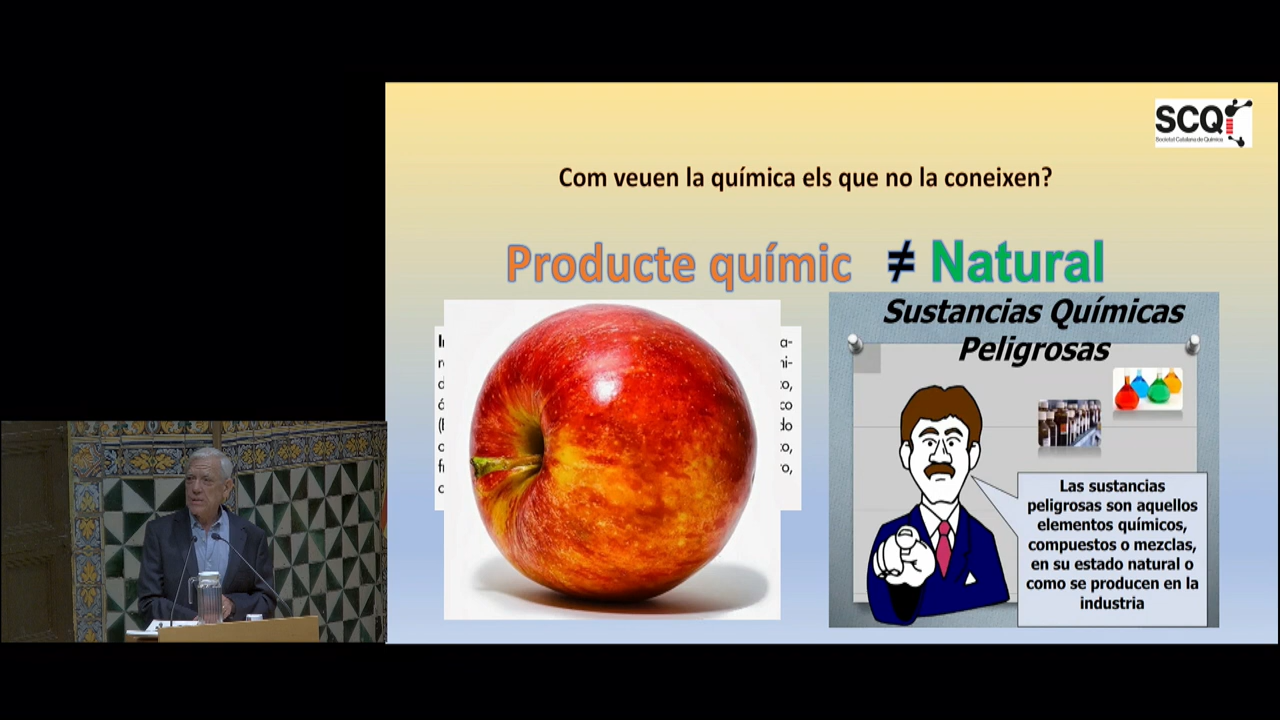 SCQ
Societat Catalana de Química
Com veuen la química els que no la coneixen?
Producte químic ≠ Natural
Sustancias Químicas
Peligrosas
Las sustancias
peligrosas son aquellos
elementos químicos,
compuestos o mezclas,
en su estado natural o
como se producen en la
industria